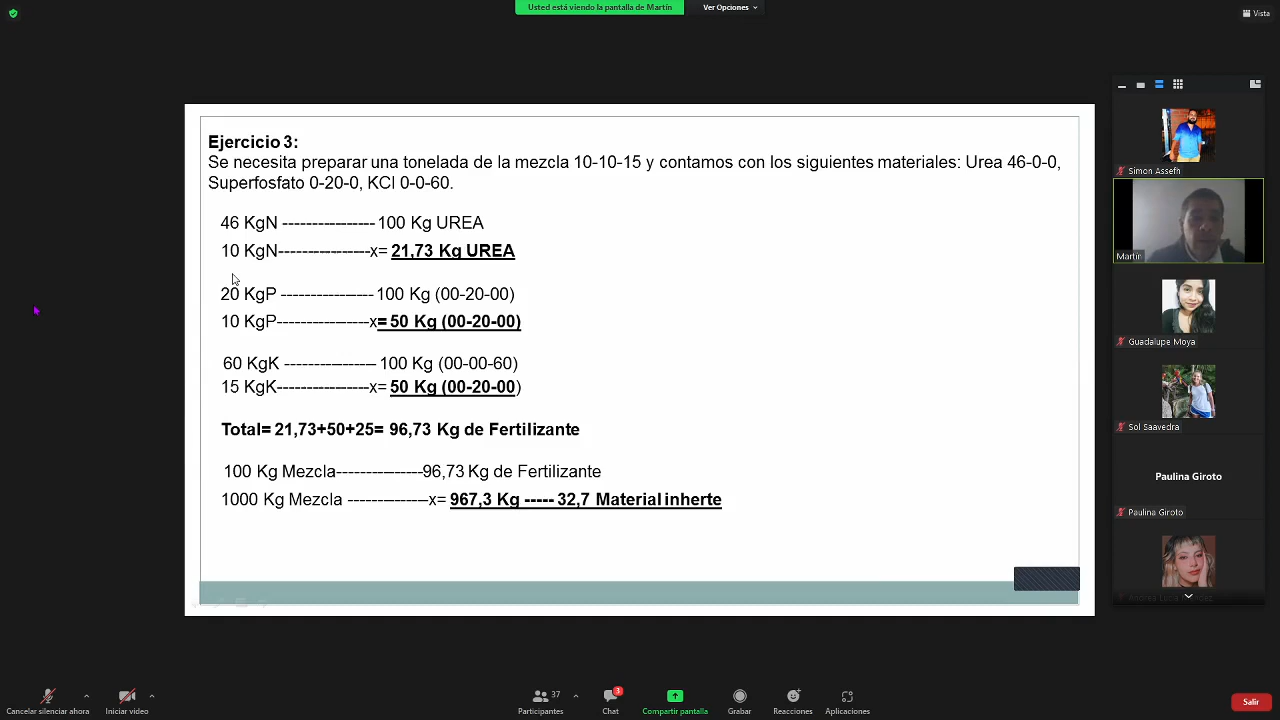 Usted está viendo la pantalla de Martín
Ver Opciones
Vista
Ejercicio 3:
Se necesita preparar una tonelada de la mezcla 10-10-15 y contamos con los siguientes materiales: Urea 46-0-0,
Superfosfato 0-20-0, KCl 0-0-60.
46 KgN ----------------- 100 Kg UREA
10 KgN-----------------x= 21,73 Kg UREA
20 KgP ----------------- 100 Kg (00-20-00)
10 KgP-----------------x= 50 Kg (00-20-00)
60 KgK ----------------- 100 Kg (00-00-60)
15 KgK-----------------x= 50 Kg (00-20-00)
Total= 21,73+50+25= 96,73 Kg de Fertilizante
100 Kg Mezcla---------------96,73 Kg de Fertilizante
1000 Kg Mezcla ---------------x= 967,3 Kg ----- 32,7 Material inherte
Simon Assefh
Martín
Guadalupe Moya
Sol Saavedra
Paulina Giroto
Paulina Giroto
Cancelar silenciar ahora
Iniciar video
37
Participantes
3
Chat
Compartir pantalla
Grabar
Reacciones
Aplicaciones
Salir